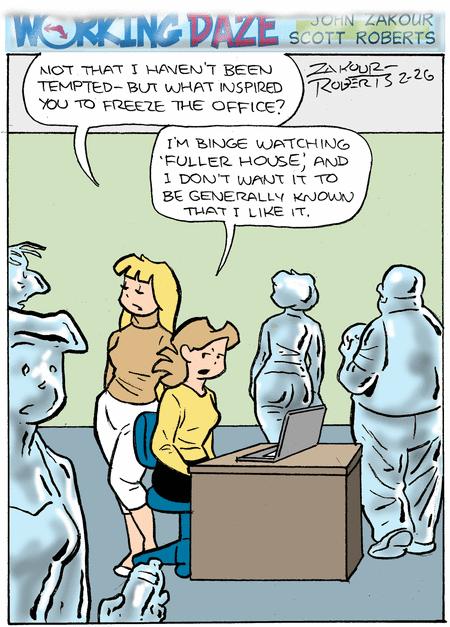 WORKING DAZE
JOHN ZAKOUR
SCOTT ROBERTS
NOT THAT I HAVEN'T BEEN
TEMPTED- BUT WHAT INSPIRED
YOU TO FREEZE THE OFFICE?
ZAKOUR-
ROBERTS 2-26
I'M BINGE WATCHING
'FULLER HOUSE,' AND
I DON'T WANT IT TO
BE GENERALLY KNOWN
THAT I LIKE IT.